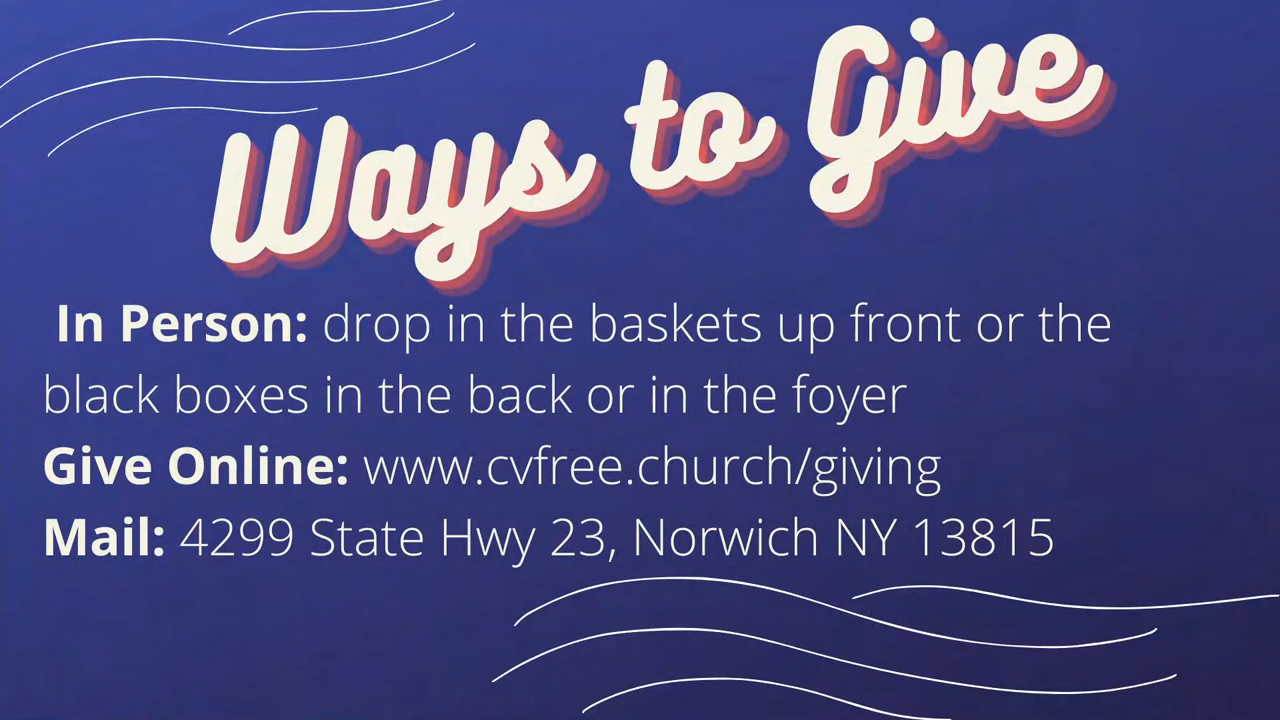 Ways to Give
In Person: drop in the baskets up front or the
black boxes in the back or in the foyer
Give Online: www.cvfree.church/giving
Mail: 4299 State Hwy 23, Norwich NY 13815